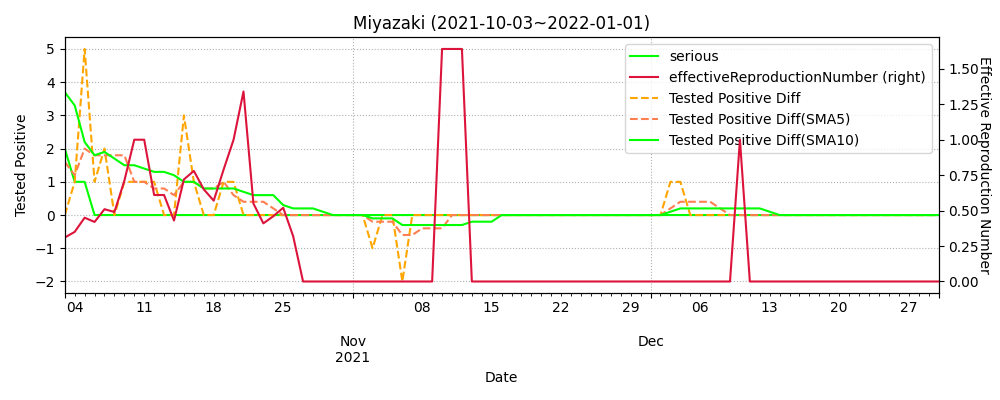 Miyazaki (2021-10-03~2022-01-01)
serious
effectiveReproductionNumber (right)
Tested Positive Diff
Tested Positive Diff(SMA5)
Tested Positive Diff(SMA10)
Tested Positive
5
4
3
2
1
0
−1
−2
1.50
1.25
1.00
0.75
0.50
0.25
0.00
Effective Reproduction Number
04 11 18 25 08 15 22 29 06 13 20 27
Nov Dec
2021
Date